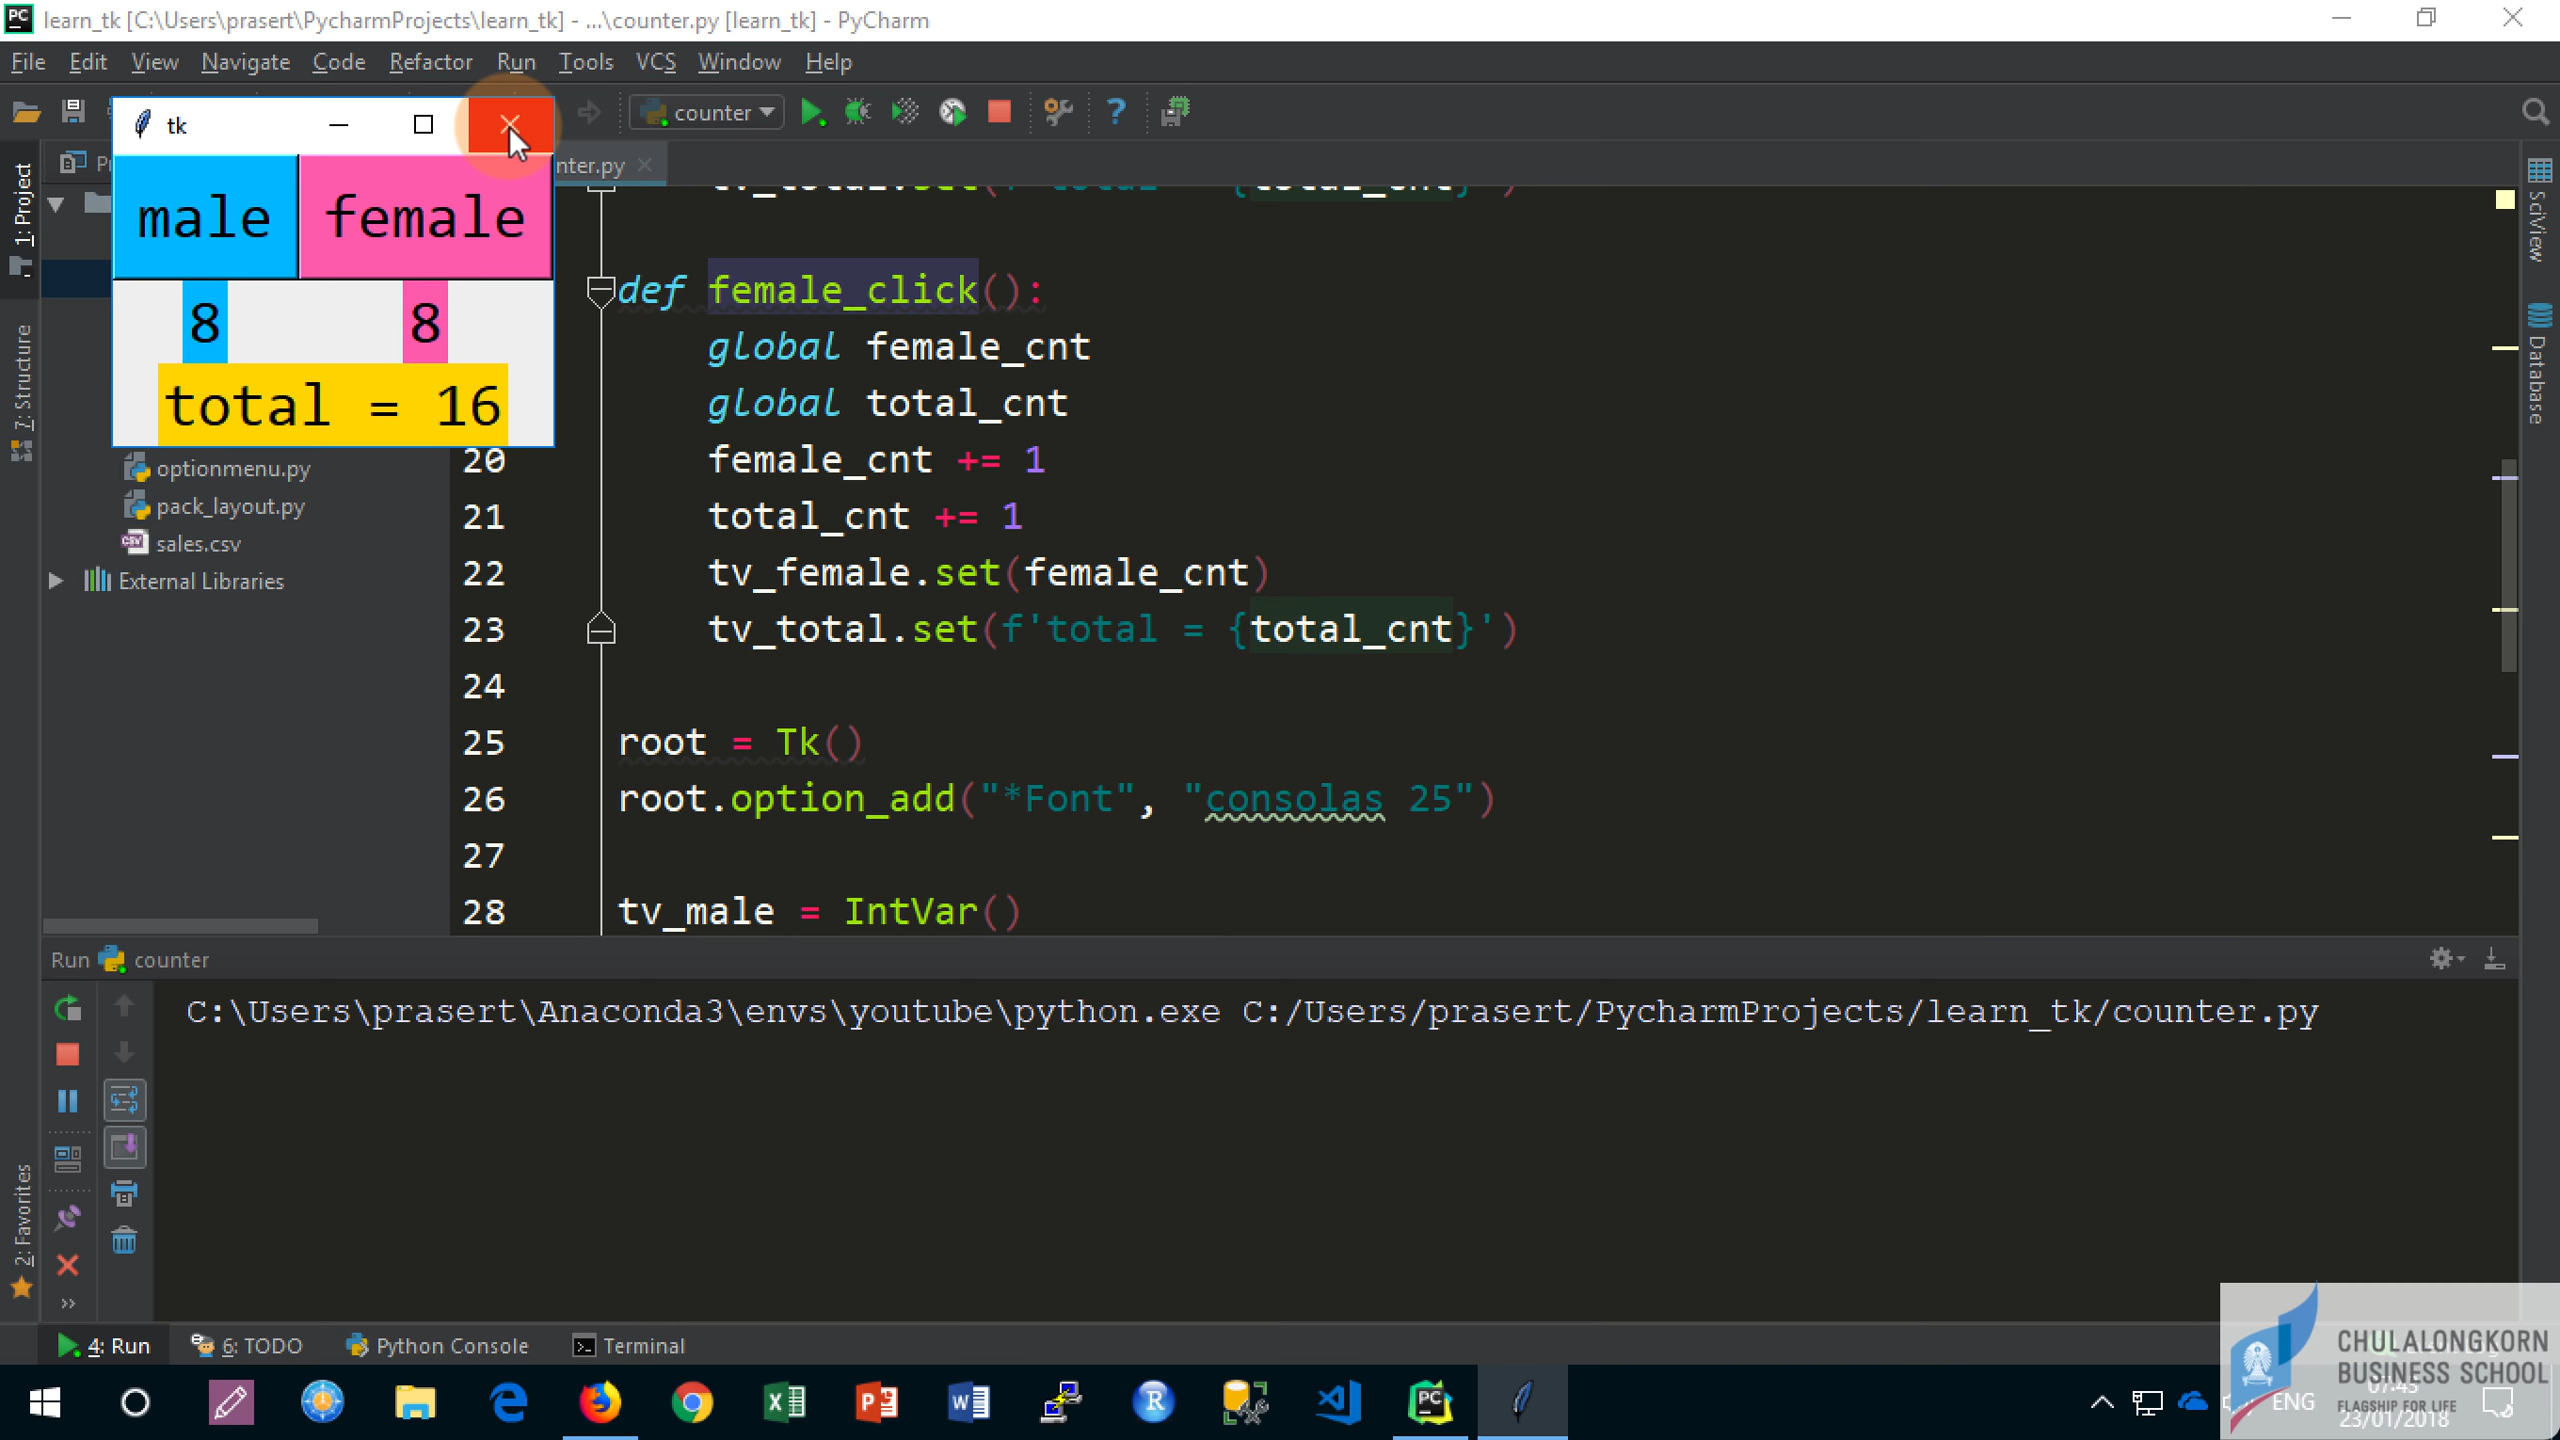 learn_tk [C:\Users\prasert\PycharmProjects\learn_tk] - ...\counter.py [learn_tk] - PyCharm
File Edit View Navigate Code Refactor Run Tools VCS Window Help
tk
counter
nter.py
1: Project
7: Structure
2: Favorites
SciView
Database
male female
8 8
total = 16
optionmenu.py
pack_layout.py
sales.csv
External Libraries
def female_click():
global female_cnt
global total_cnt
20 female_cnt += 1
21 total_cnt += 1
22 tv_female.set(female_cnt)
23 tv_total.set(f'total = {total_cnt}')
24
25 root = Tk()
26 root.option_add("*Font", "consolas 25")
27
28 tv_male = IntVar()
Run counter
C:\Users\prasert\Anaconda3\envs\youtube\python.exe C:/Users/prasert/PycharmProjects/learn_tk/counter.py
4: Run 6: TODO Python Console Terminal
CHULALONGKORN
BUSINESS SCHOOL
FLAGSHIP FOR LIFE
ENG
07:45
23/01/2018